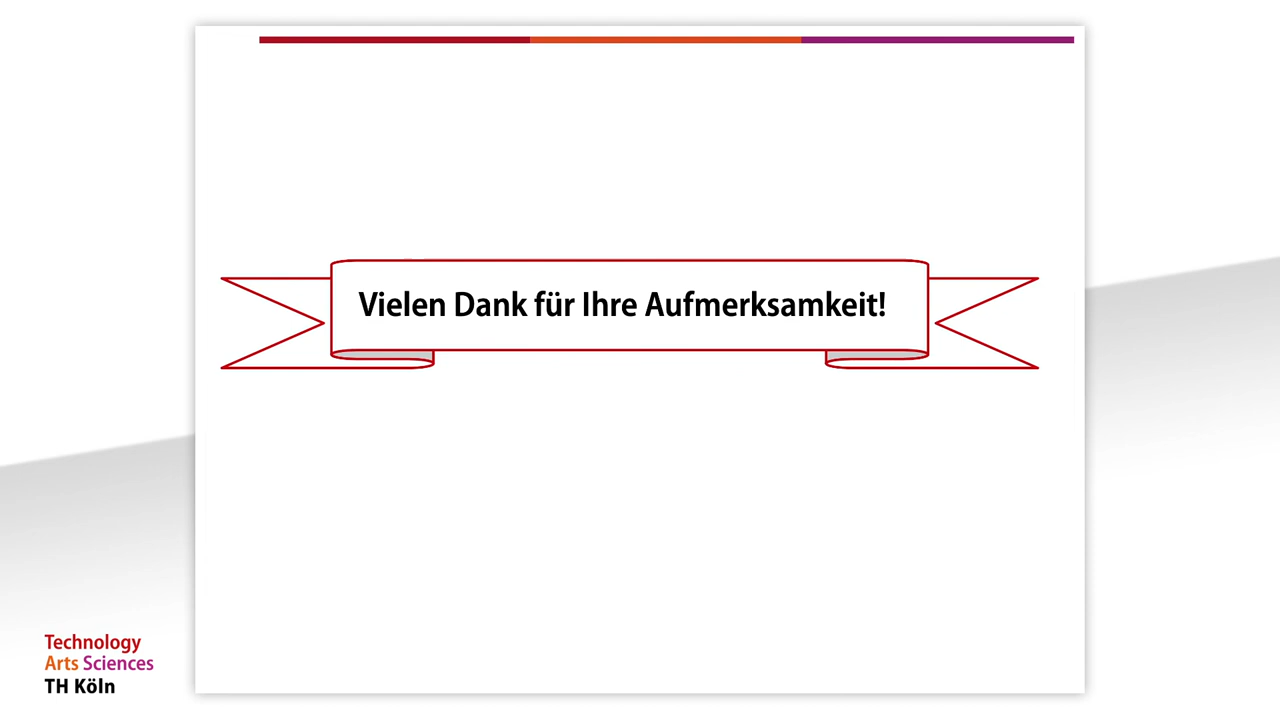 Vielen Dank für Ihre Aufmerksamkeit!
Technology
Arts Sciences
TH Köln